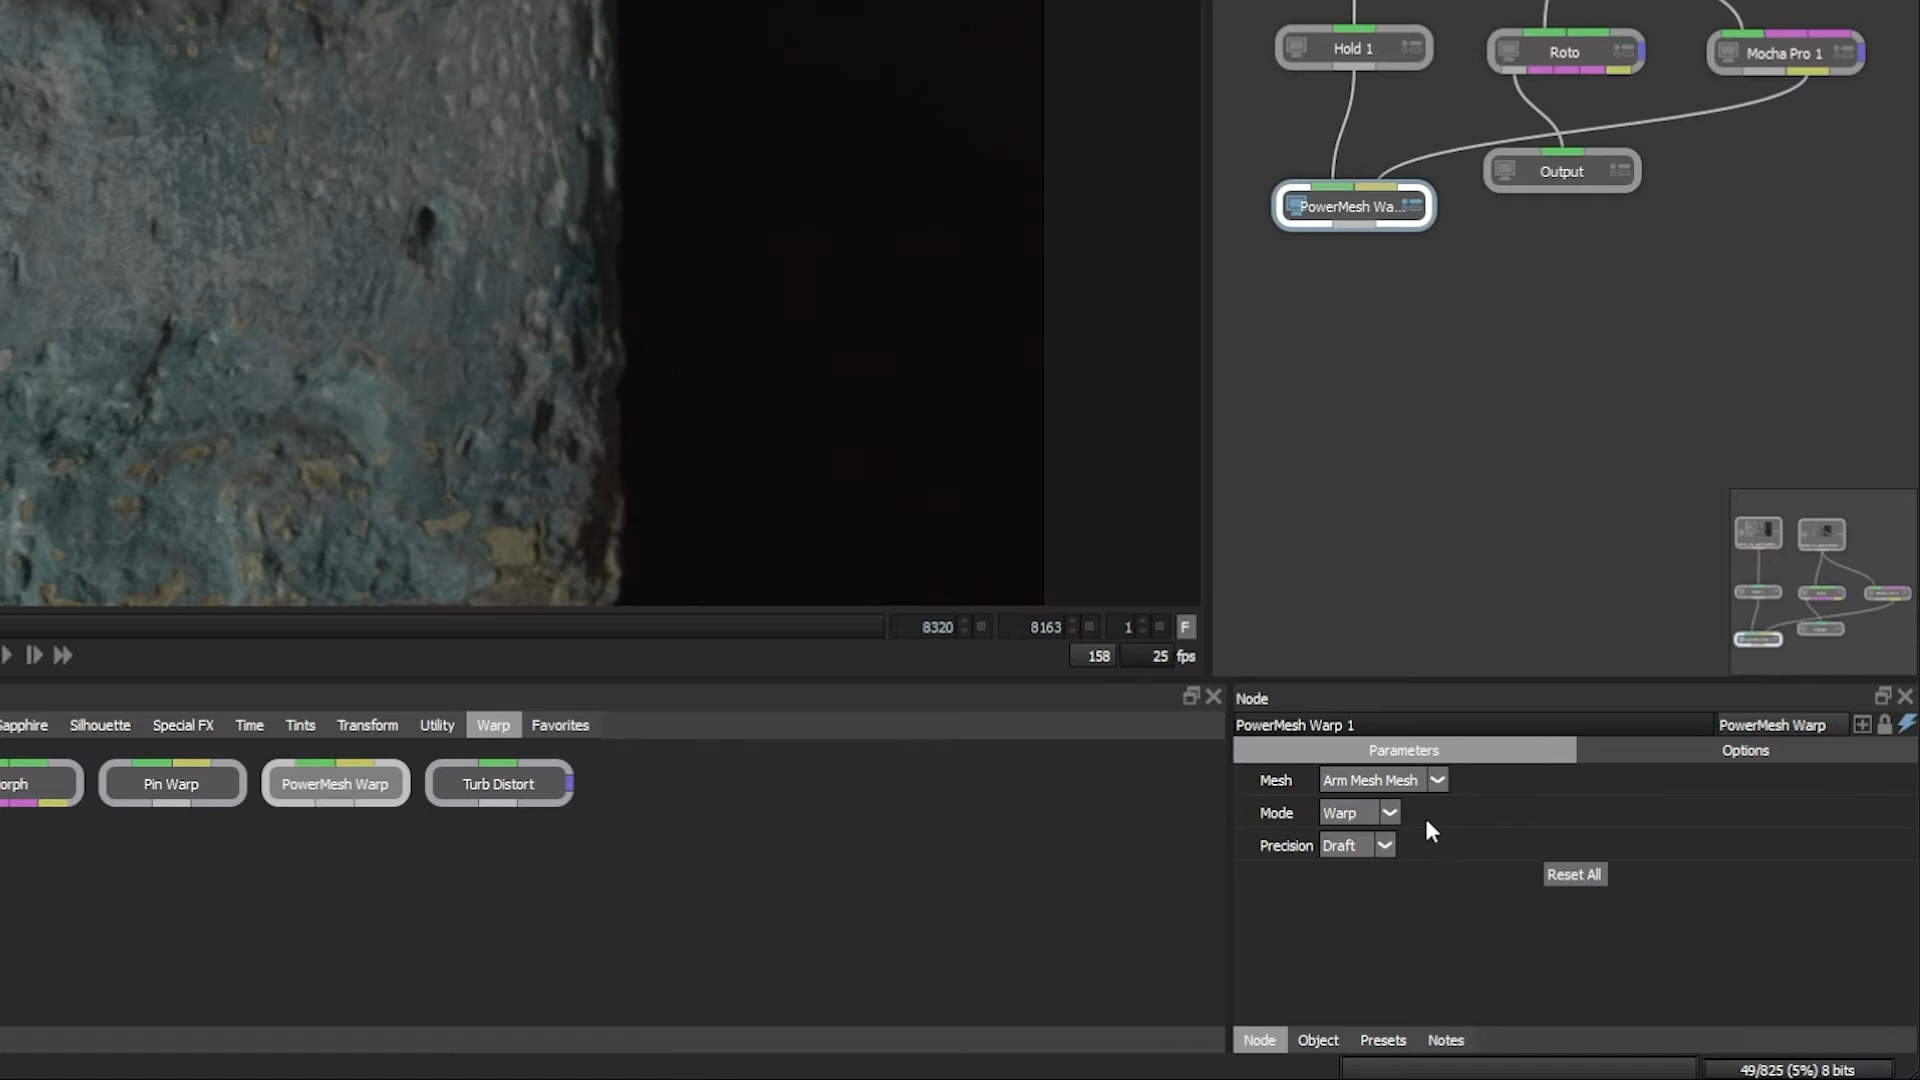 Hold 1
Roto
Mocha Pro 1
Output
PowerMesh Wa...
8320
8163
1
F
158
25 fps
Sapphire
Silhouette
Special FX
Time
Tints
Transform
Utility
Warp
Favorites
orph
Pin Warp
PowerMesh Warp
Turb Distort
Node
PowerMesh Warp 1
PowerMesh Warp
Parameters
Options
Mesh Arm Mesh Mesh
Mode Warp
Precision Draft
Reset All
Node
Object
Presets
Notes
49/825 (5%) 8 bits